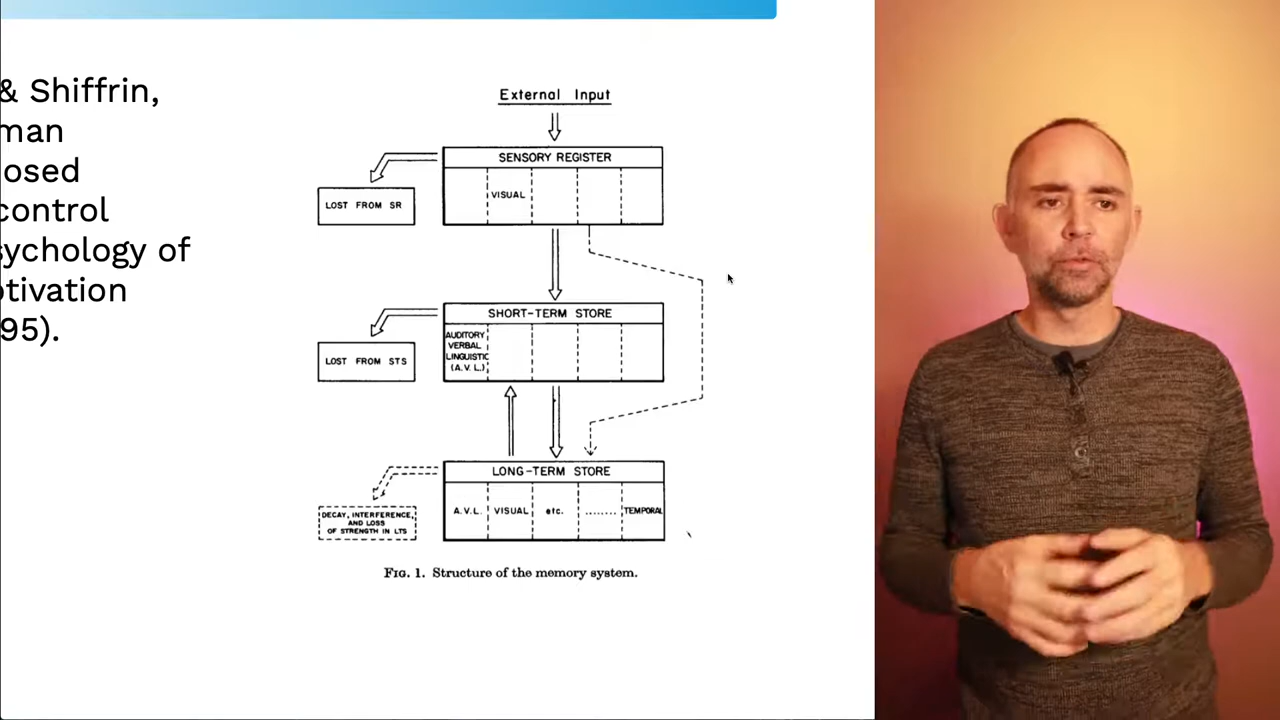 & Shiffrin,
man
osed
control
sychology of
otivation
95).
External Input
SENSORY REGISTER
VISUAL
LOST FROM SR
SHORT-TERM STORE
AUDITORY
VERBAL
LINGUISTIC
(A.V.L.)
LOST FROM STS
LONG-TERM STORE
A.V.L. VISUAL etc. ........ TEMPORAL
DECAY, INTERFERENCE,
AND LOSS
OF STRENGTH IN LTS
FIG. 1. Structure of the memory system.